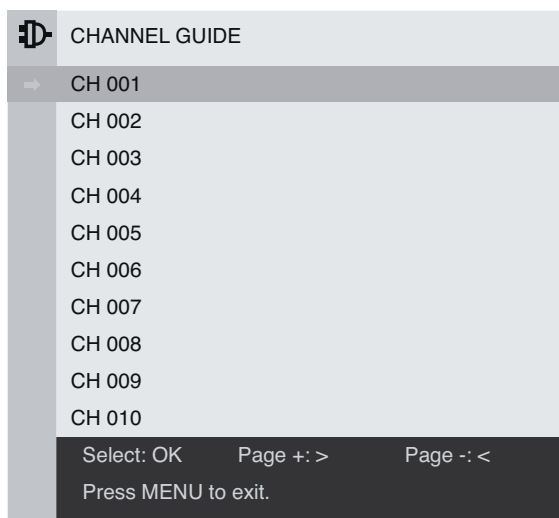 CHANNEL GUIDE
CH 001
CH 002
CH 003
CH 004
CH 005
CH 006
CH 007
CH 008
CH 009
CH 010
Select: OK Page +: > Page -: <
Press MENU to exit.